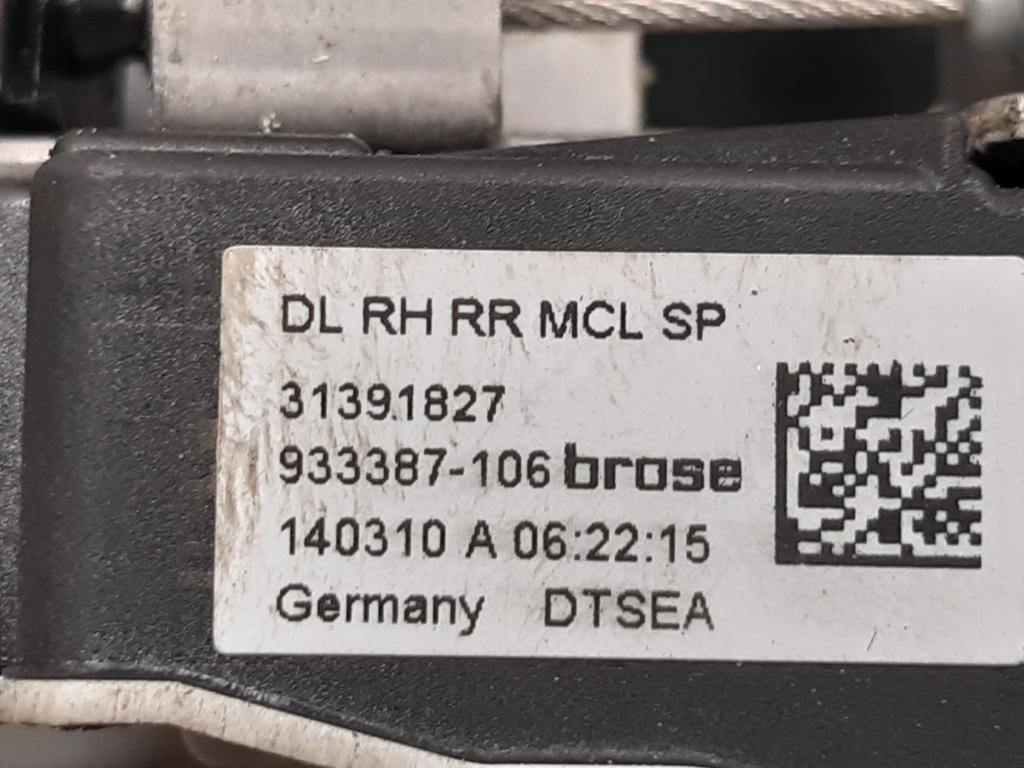 DL RH RR MCL SP
31391827
933387-106 brose
140310 A 06:22:15
Germany DTSEA